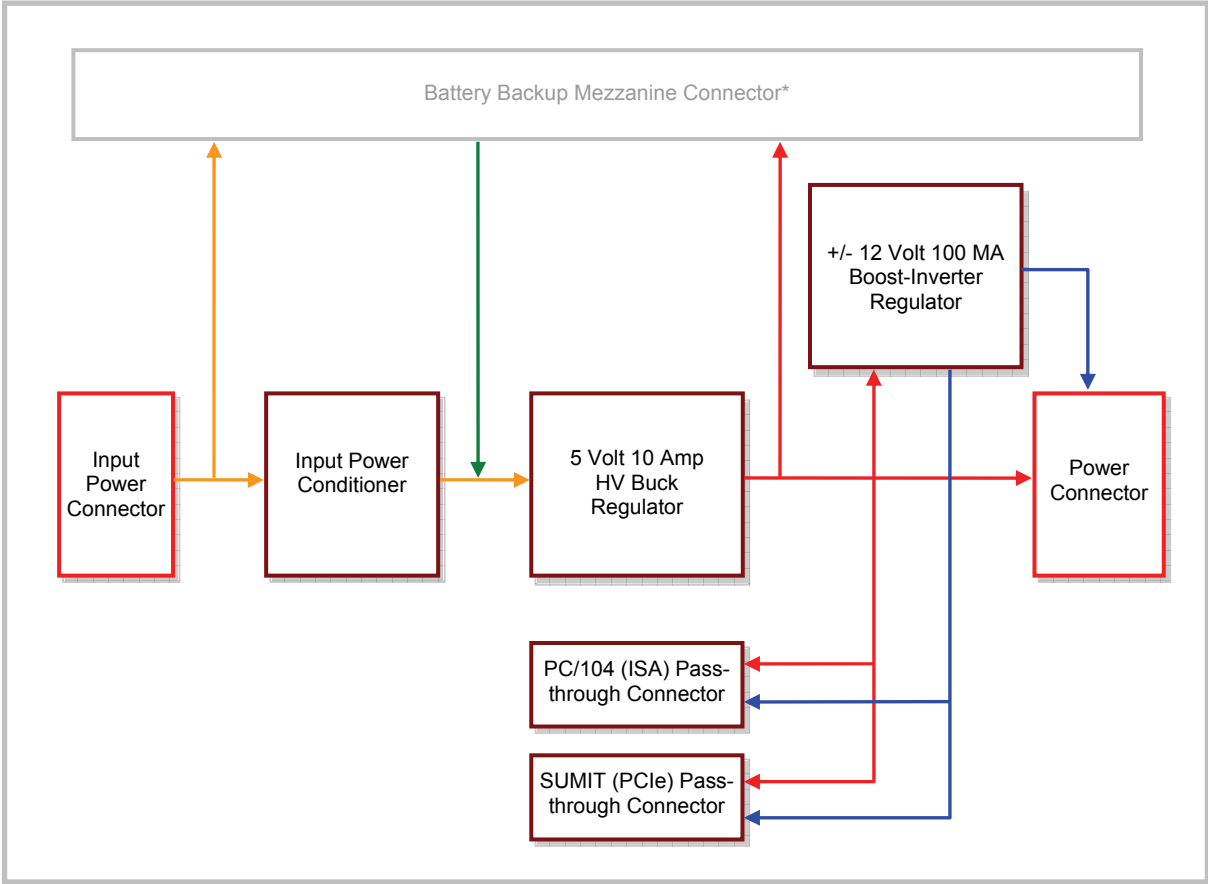 Battery Backup Mezzanine Connector*
+/- 12 Volt 100 MA
Boost-Inverter
Regulator
Input
Power
Connector
Input Power
Conditioner
5 Volt 10 Amp
HV Buck
Regulator
Power
Connector
PC/104 (ISA) Pass-
through Connector
SUMIT (PCIe) Pass-
through Connector